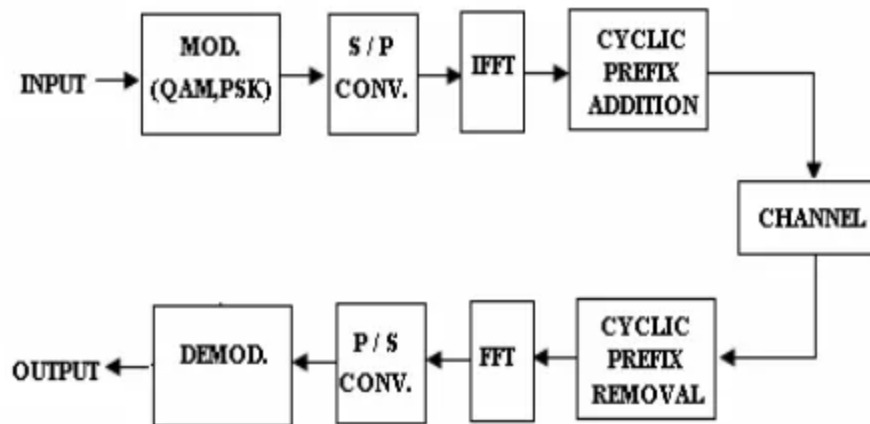 INPUT
MOD.
(QAM,PSK)
S / P
CONV.
IFFT
CYCLIC
PREFIX
ADDITION
CHANNEL
CYCLIC
PREFIX
REMOVAL
FFT
P / S
CONV.
DEMOD.
OUTPUT